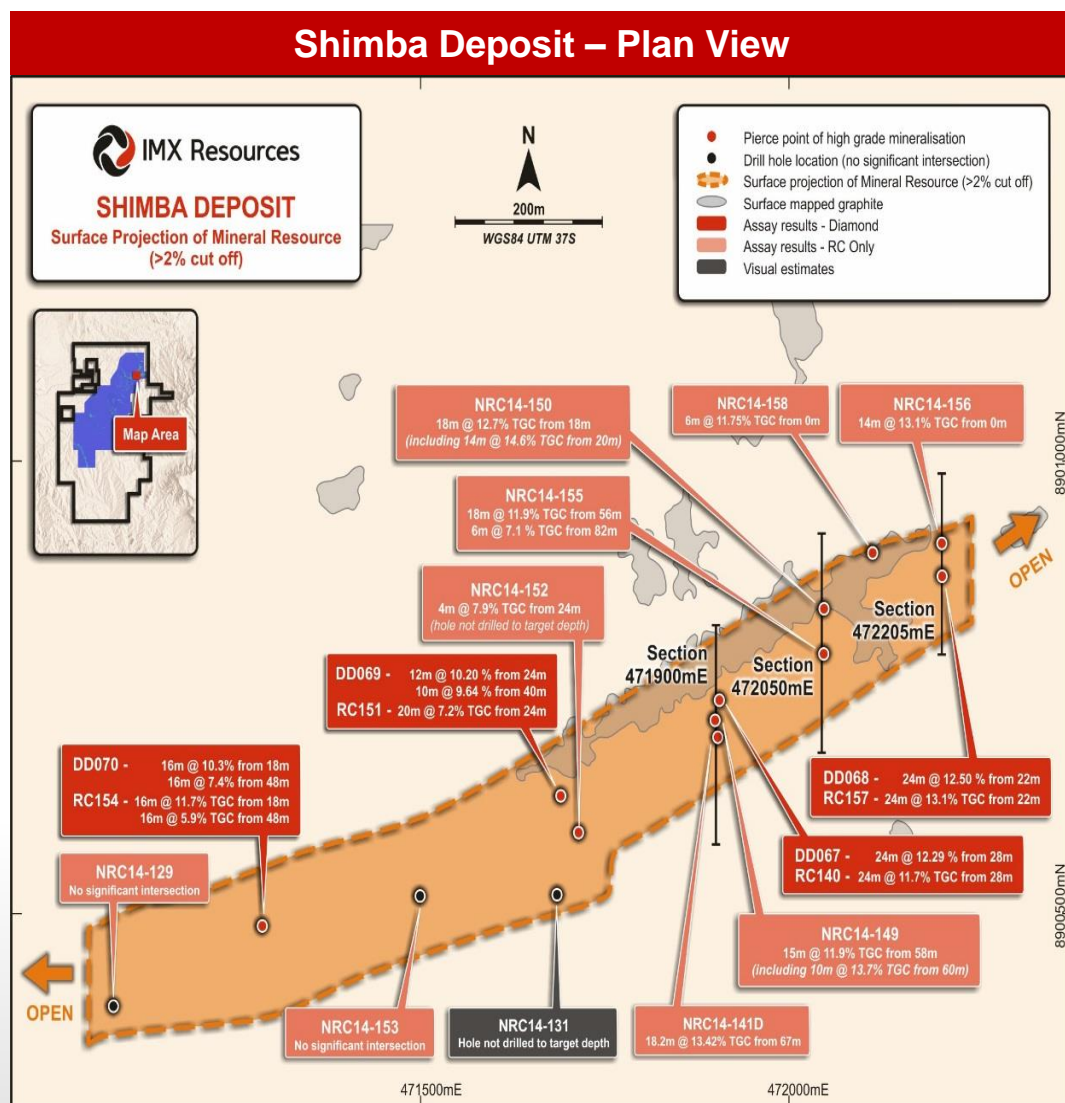 Shimba Deposit – Plan View
IMX Resources
SHIMBA DEPOSIT
Surface Projection of Mineral Resource
(>2% cut off)
N
200m
WGS84 UTM 37S
Pierce point of high grade mineralisation
Drill hole location (no significant intersection)
Surface projection of Mineral Resource (>2% cut off)
Surface mapped graphite
Assay results - Diamond
Assay results - RC Only
Visual estimates
Map Area
NRC14-150
18m @ 12.7% TGC from 18m
(including 14m @ 14.6% TGC from 20m)
NRC14-158
6m @ 11.75% TGC from 0m
NRC14-156
14m @ 13.1% TGC from 0m
8901,000mN
NRC14-155
18m @ 11.9% TGC from 56m
6m @ 7.1 % TGC from 82m
OPEN
NRC14-152
4m @ 7.9% TGC from 24m
(hole not drilled to target depth)
Section
472205mE
Section
471900mE
Section
472050mE
DD069 - 12m @ 10.20 % from 24m
10m @ 9.64 % from 40m
RC151 - 20m @ 7.2% TGC from 24m
DD070 - 16m @ 10.3% from 18m
16m @ 7.4% from 48m
RC154 - 16m @ 11.7% TGC from 18m
16m @ 5.9% TGC from 48m
DD068 - 24m @ 12.50 % from 22m
RC157 - 24m @ 13.1% TGC from 22m
DD067 - 24m @ 12.29 % from 28m
RC140 - 24m @ 11.7% TGC from 28m
NRC14-129
No significant intersection
8900,500mN
NRC14-149
15m @ 11.9% TGC from 58m
(including 10m @ 13.7% TGC from 60m)
OPEN
NRC14-153
No significant intersection
NRC14-131
Hole not drilled to target depth
NRC14-141D
18.2m @ 13.42% TGC from 67m
471500mE
472000mE